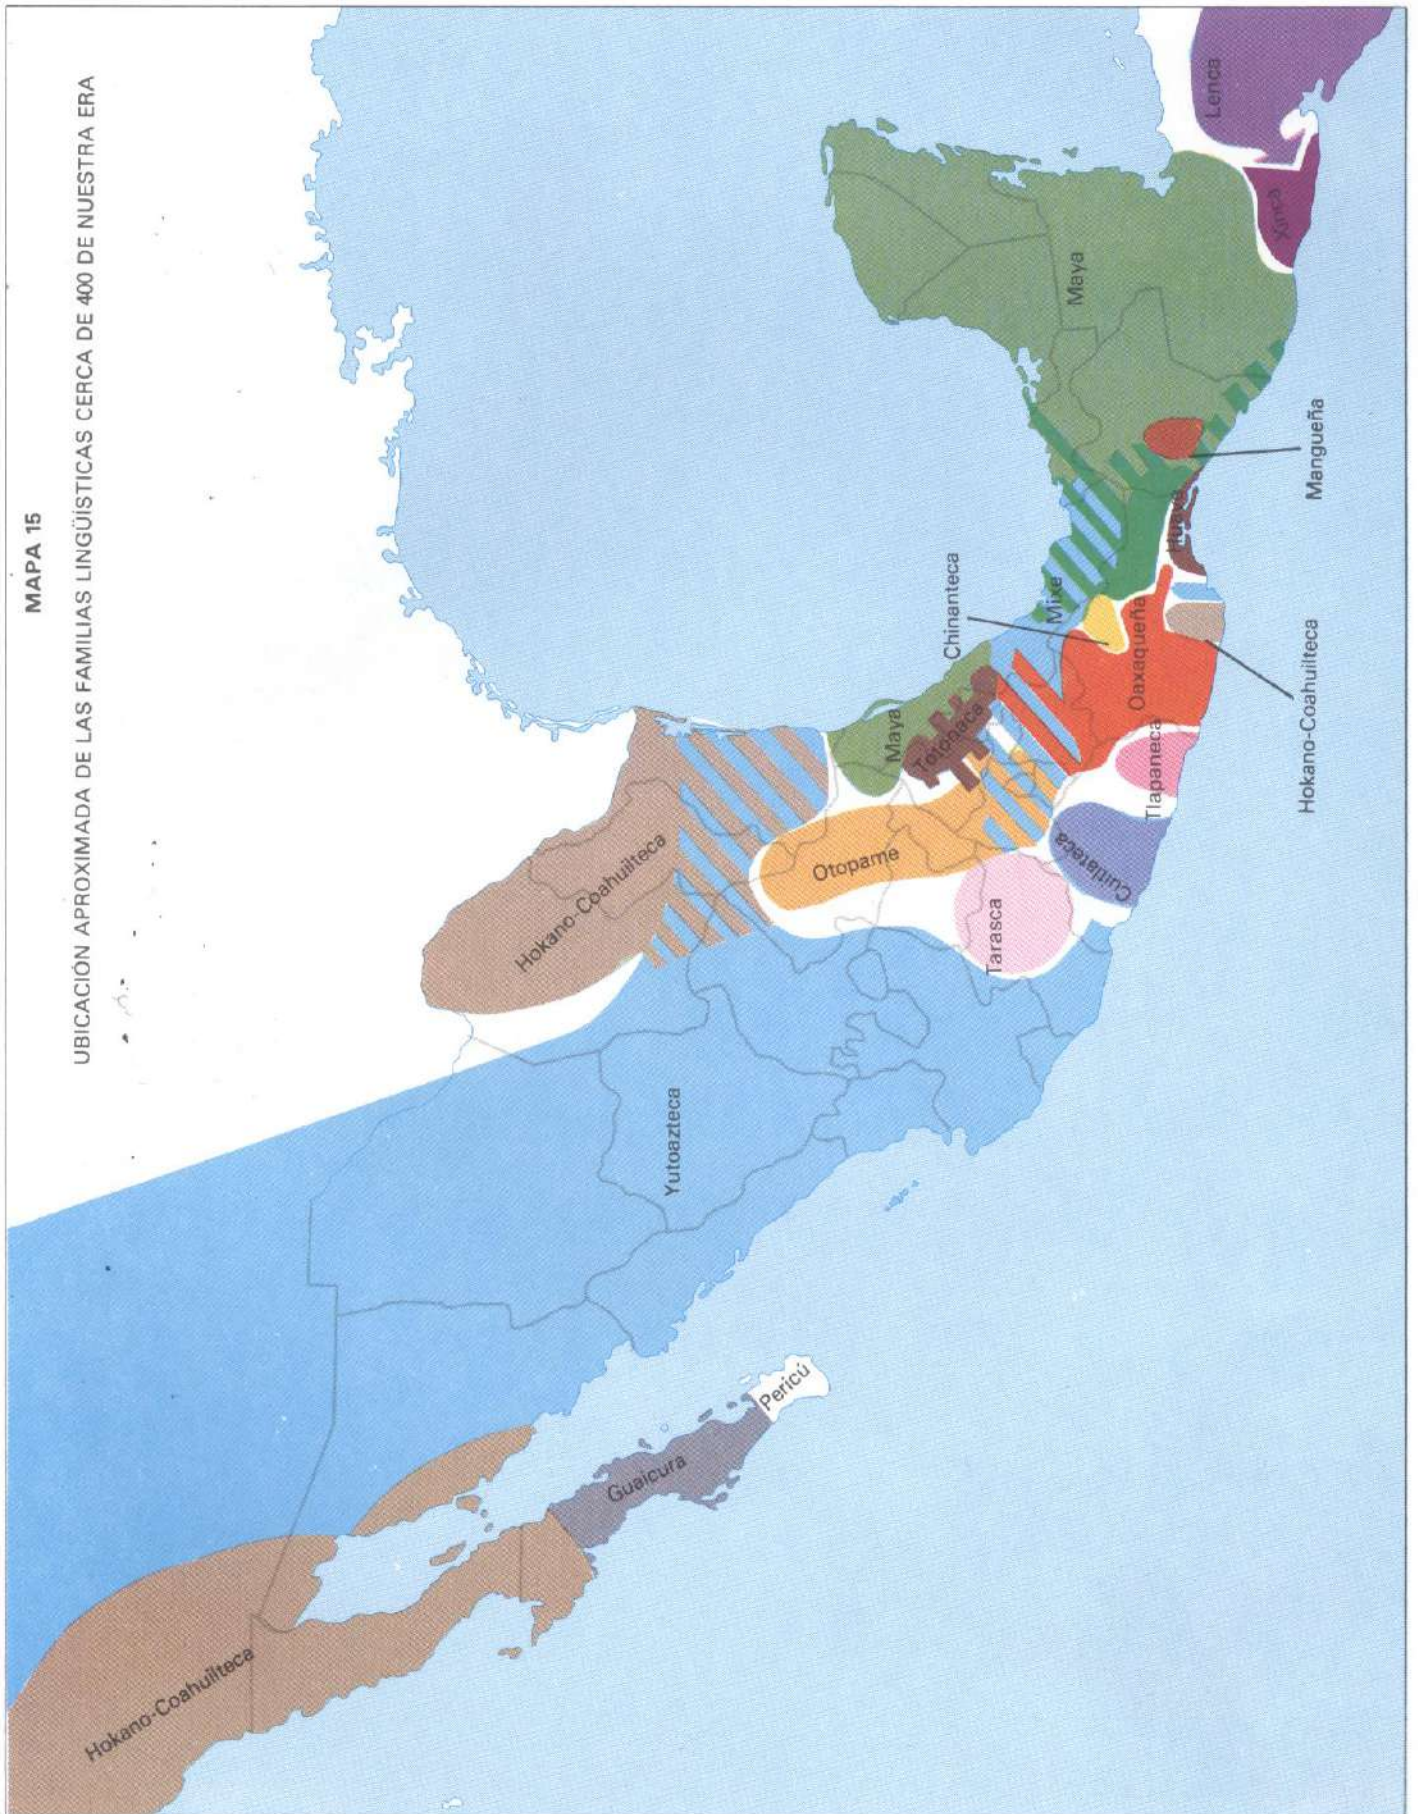 MAPA 15
UBICACIÓN APROXIMADA DE LAS FAMILIAS LINGÜÍSTICAS CERCA DE 400 DE NUESTRA ERA
Hokano-Coahuilteca
Guaicura
Pericú
Yutoazteca
Hokano-Coahuilteca
Otopame
Tarasca
Cuitlateca
Maya
Totonaca
Tlapaneca
Chinanteca
Mixe
Oaxaqueña
Hokano-Coahuilteca
Huave
Mangueña
Maya
Xinca
Lenca